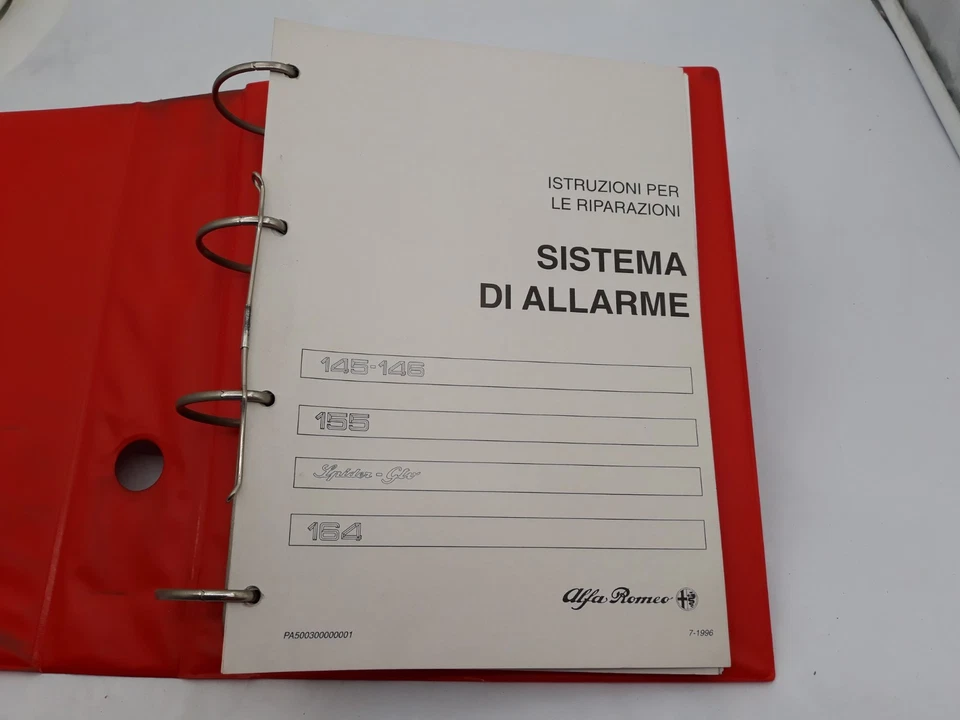 ISTRUZIONI PER
LE RIPARAZIONI
SISTEMA
DI ALLARME
145-146
155
Spider - Gtv
164
Alfa Romeo
PA500300000001
7-1996